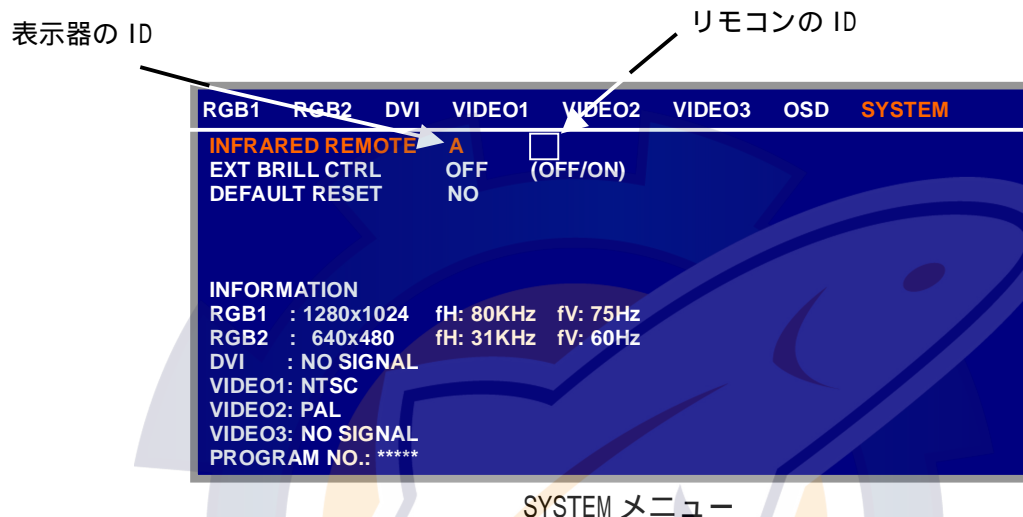 表示器の ID
リモコンの ID
RGB1 RGB2 DVI VIDEO1 VIDEO2 VIDEO3 OSD SYSTEM
INFRARED REMOTE A
EXT BRILL CTRL OFF (OFF/ON)
DEFAULT RESET NO
INFORMATION
RGB1 : 1280x1024 fH: 80KHz fV: 75Hz
RGB2 : 640x480 fH: 31KHz fV: 60Hz
DVI : NO SIGNAL
VIDEO1: NTSC
VIDEO2: PAL
VIDEO3: NO SIGNAL
PROGRAM NO.: *****
SYSTEM メニュー